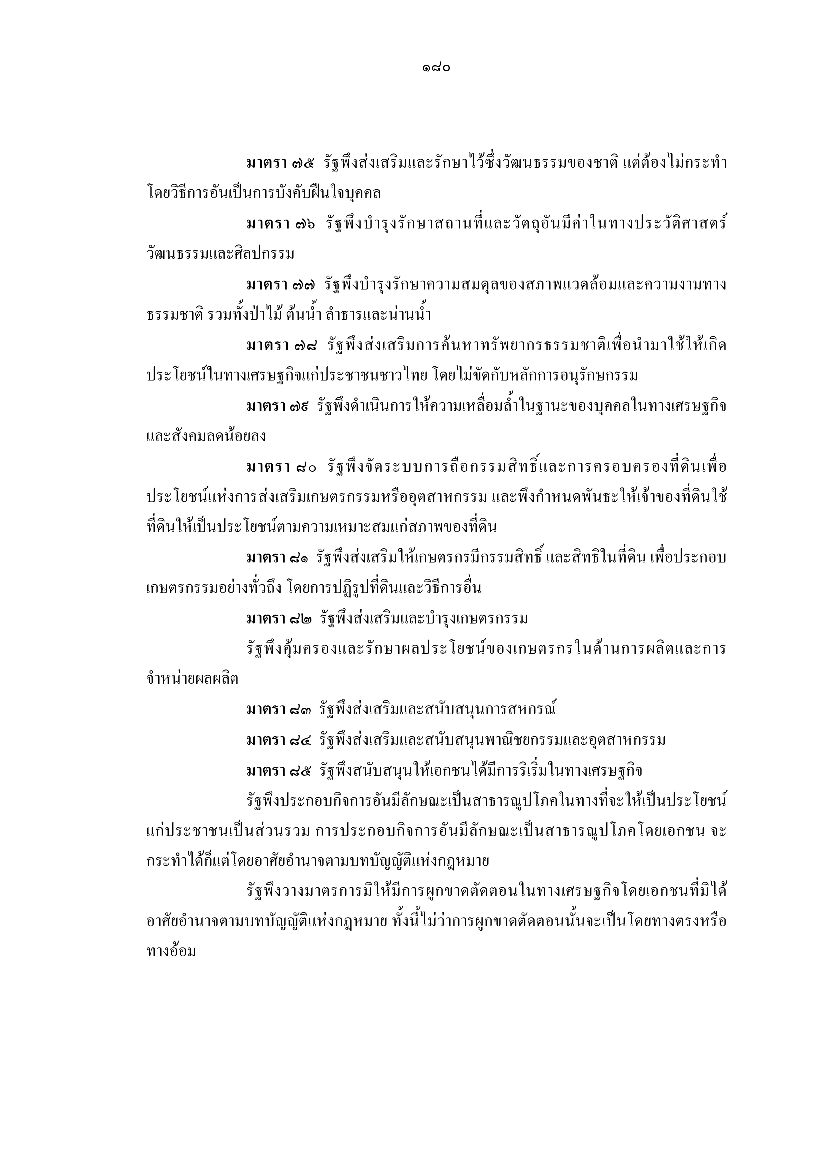 ๑๘๐
มาตรา ๗๕ รัฐพึงส่งเสริมและรักษาไว้ซึ่งวัฒนธรรมของชาติ แต่ต้องไม่กระทำ
โดยวิธีการอันเป็นการบังคับฝืนใจบุคคล
มาตรา ๗๖ รัฐพึงบำรุงรักษาสถานที่และวัตถุอันมีค่าในทางประวัติศาสตร์
วัฒนธรรมและศิลปกรรม
มาตรา ๗๗ รัฐพึงบำรุงรักษาความสมดุลของสภาพแวดล้อมและความงามทาง
ธรรมชาติ รวมทั้งป่าไม้ ต้นน้ำ ลำธารและน่านน้ำ
มาตรา ๗๘ รัฐพึงส่งเสริมการค้นหาทรัพยากรธรรมชาติเพื่อนำมาใช้ให้เกิด
ประโยชน์ในทางเศรษฐกิจแก่ประชาชนชาวไทย โดยไม่ขัดกับหลักการอนุรักษกรรม
มาตรา ๗๙ รัฐพึงดำเนินการให้ความเหลื่อมล้ำในฐานะของบุคคลในทางเศรษฐกิจ
และสังคมลดน้อยลง
มาตรา ๘๐ รัฐพึงจัดระบบการถือกรรมสิทธิ์และการครอบครองที่ดินเพื่อ
ประโยชน์แห่งการส่งเสริมเกษตรกรรมหรืออุตสาหกรรม และพึงกำหนดพันธะให้เจ้าของที่ดินใช้
ที่ดินให้เป็นประโยชน์ตามความเหมาะสมแก่สภาพของที่ดิน
มาตรา ๘๑ รัฐพึงส่งเสริมให้เกษตรกรมีกรรมสิทธิ์ และสิทธิในที่ดิน เพื่อประกอบ
เกษตรกรรมอย่างทั่วถึง โดยการปฏิรูปที่ดินและวิธีการอื่น
มาตรา ๘๒ รัฐพึงส่งเสริมและบำรุงเกษตรกรรม
รัฐพึงคุ้มครองและรักษาผลประโยชน์ของเกษตรกรในด้านการผลิตและการ
จำหน่ายผลผลิต
มาตรา ๘๓ รัฐพึงส่งเสริมและสนับสนุนการสหกรณ์
มาตรา ๘๔ รัฐพึงส่งเสริมและสนับสนุนพาณิชยกรรมและอุตสาหกรรม
มาตรา ๘๕ รัฐพึงสนับสนุนให้เอกชนได้มีการริเริ่มในทางเศรษฐกิจ
รัฐพึงประกอบกิจการอันมีลักษณะเป็นสาธารณูปโภคในทางที่จะให้เป็นประโยชน์
แก่ประชาชนเป็นส่วนรวม การประกอบกิจการอันมีลักษณะเป็นสาธารณูปโภคโดยเอกชน จะ
กระทำได้ก็แต่โดยอาศัยอำนาจตามบทบัญญัติแห่งกฎหมาย
รัฐพึงวางมาตรการมิให้มีการผูกขาดตัดตอนในทางเศรษฐกิจโดยเอกชนที่มิได้
อาศัยอำนาจตามบทบัญญัติแห่งกฎหมาย ทั้งนี้ไม่ว่าการผูกขาดตัดตอนนั้นจะเป็นโดยทางตรงหรือ
ทางอ้อม